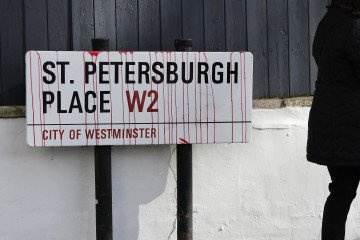 ST. PETERSBURGH
PLACE W2
CITY OF WESTMINSTER